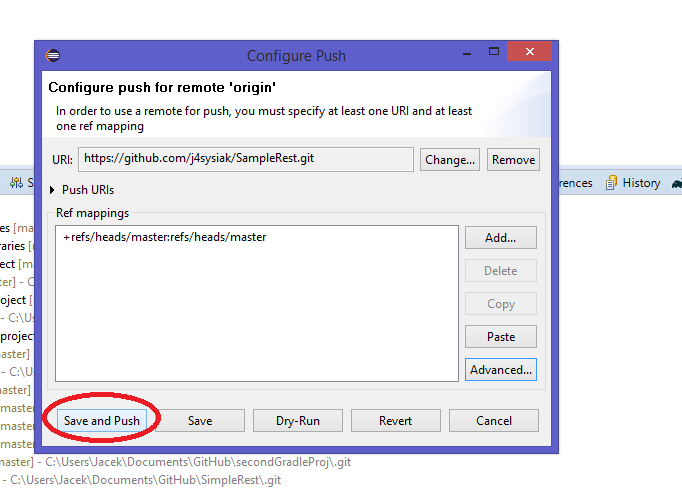 Configure Push
Configure push for remote 'origin'
In order to use a remote for push, you must specify at least one URI and at least
one ref mapping
URI: https://github.com/j4sysiak/SampleRest.git Change... Remove
Push URIs
History
Ref mappings
+refs/heads/master:refs/heads/master
Add...
Delete
Copy
Paste
Advanced...
Save and Push Save Dry-Run Revert Cancel
master] - C:\Users\Jacek\Documents\GitHub\secondGradleProj\.git
- C:\Users\Jacek\Documents\GitHub\SimpleRest\.git